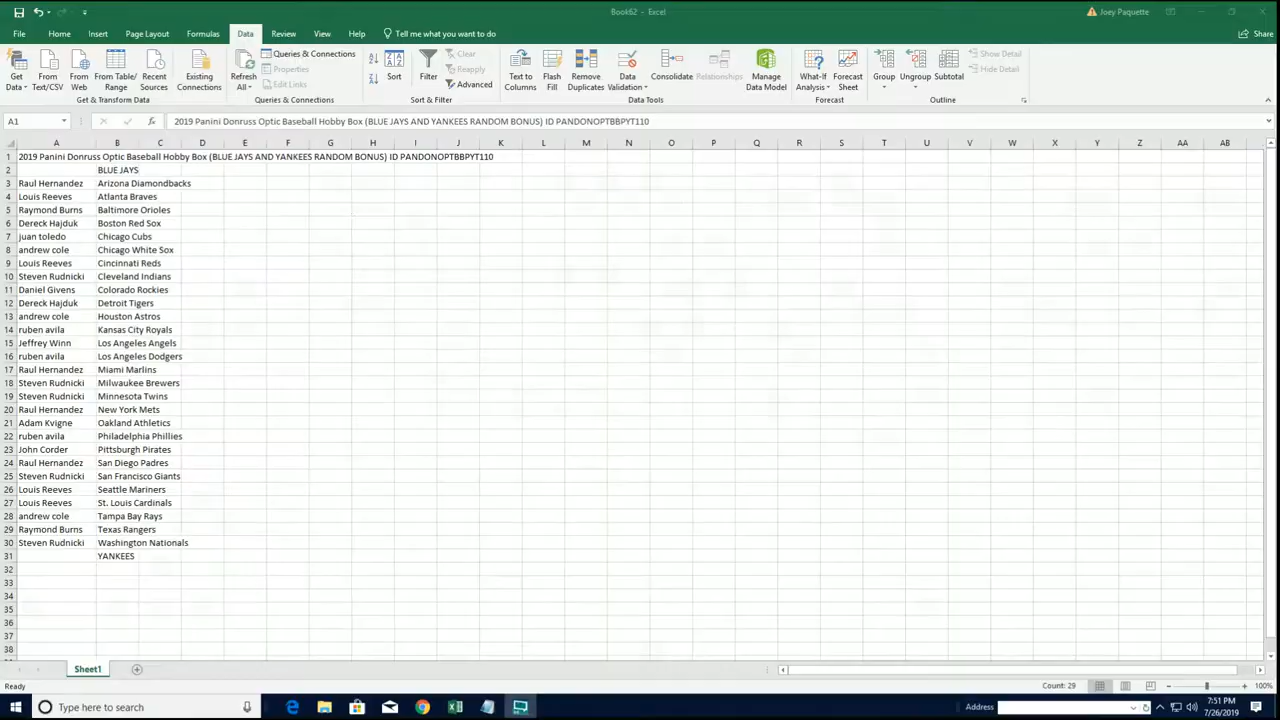 Book62 - Excel
Joey Paquette
File Home Insert Page Layout Formulas Data Review View Help Tell me what you want to do Share
Get Data From Text/CSV From Web From Table/Range Recent Sources Existing Connections
Get & Transform Data
Refresh All Queries & Connections Properties Edit Links
Queries & Connections
Sort Filter Clear Reapply Advanced
Sort & Filter
Text to Columns Flash Fill Remove Duplicates Data Validation Consolidate Relationships Manage Data Model
Data Tools
What-If Analysis Forecast Sheet
Forecast
Group Ungroup Subtotal Show Detail Hide Detail
Outline
A1 fx 2019 Panini Donruss Optic Baseball Hobby Box (BLUE JAYS AND YANKEES RANDOM BONUS) ID PANDONOPTBBPYT110
A B C D E F G H I J K L M N O P Q R S T U V W X Y Z AA AB
1 2019 Panini Donruss Optic Baseball Hobby Box (BLUE JAYS AND YANKEES RANDOM BONUS) ID PANDONOPTBBPYT110
2 BLUE JAYS
3 Raul Hernandez Arizona Diamondbacks
4 Louis Reeves Atlanta Braves
5 Raymond Burns Baltimore Orioles
6 Dereck Hajduk Boston Red Sox
7 juan toledo Chicago Cubs
8 andrew cole Chicago White Sox
9 Louis Reeves Cincinnati Reds
10 Steven Rudnicki Cleveland Indians
11 Daniel Givens Colorado Rockies
12 Dereck Hajduk Detroit Tigers
13 andrew cole Houston Astros
14 ruben avila Kansas City Royals
15 Jeffrey Winn Los Angeles Angels
16 ruben avila Los Angeles Dodgers
17 Raul Hernandez Miami Marlins
18 Steven Rudnicki Milwaukee Brewers
19 Steven Rudnicki Minnesota Twins
20 Raul Hernandez New York Mets
21 Adam Kvigne Oakland Athletics
22 ruben avila Philadelphia Phillies
23 John Corder Pittsburgh Pirates
24 Raul Hernandez San Diego Padres
25 Steven Rudnicki San Francisco Giants
26 Louis Reeves Seattle Mariners
27 Louis Reeves St. Louis Cardinals
28 andrew cole Tampa Bay Rays
29 Raymond Burns Texas Rangers
30 Steven Rudnicki Washington Nationals
31 YANKEES
32
33
34
35
36
37
38
Sheet1
Ready Count: 29 100%
Type here to search Address 7:51 PM
7/26/2019